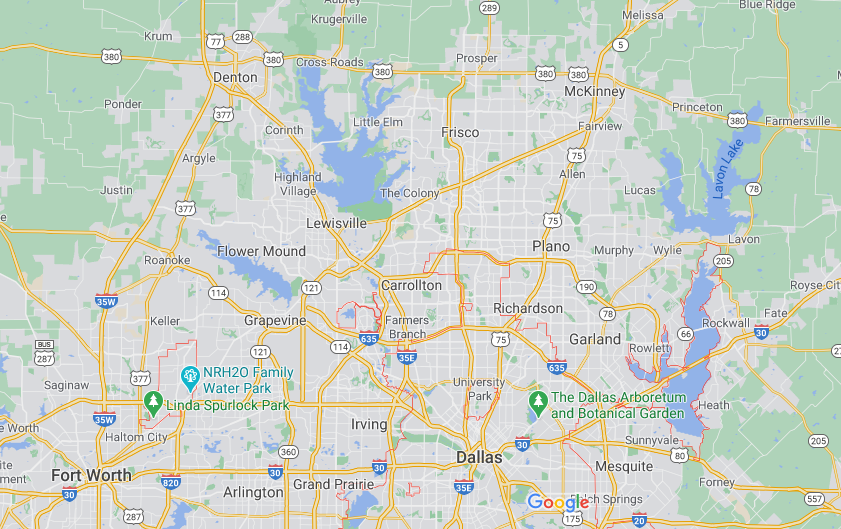 Aubrey
Krugerville
289
Melissa
Blue Ridge
Krum
77
288
5
380
380
Cross Roads
380
Prosper
380
380
Denton
McKinney
Ponder
377
Little Elm
Princeton
380
Farmersville
Corinth
Frisco
Fairview
Argyle
75
Lavon Lake
Highland
Village
Allen
Justin
The Colony
Lucas
78
377
Lewisville
75
Flower Mound
Plano
Murphy
Wylie
Lavon
Roanoke
205
35W
114
121
Carrollton
190
Royse City
Keller
Grapevine
Farmers
Branch
Richardson
78
Fate
Rockwall
30
BUS
287
121
114
635
35E
75
Garland
66
Rowlett
377
NRH2O Family
Water Park
635
Saginaw
University
Park
Linda Spurlock Park
The Dallas Arboretum
and Botanical Garden
Heath
35W
Irving
Haltom City
30
Sunnyvale
205
360
Dallas
80
Fort Worth
30
30
Mesquite
Forney
30
820
Arlington
Grand Prairie
35E
Google
557
287
175
20